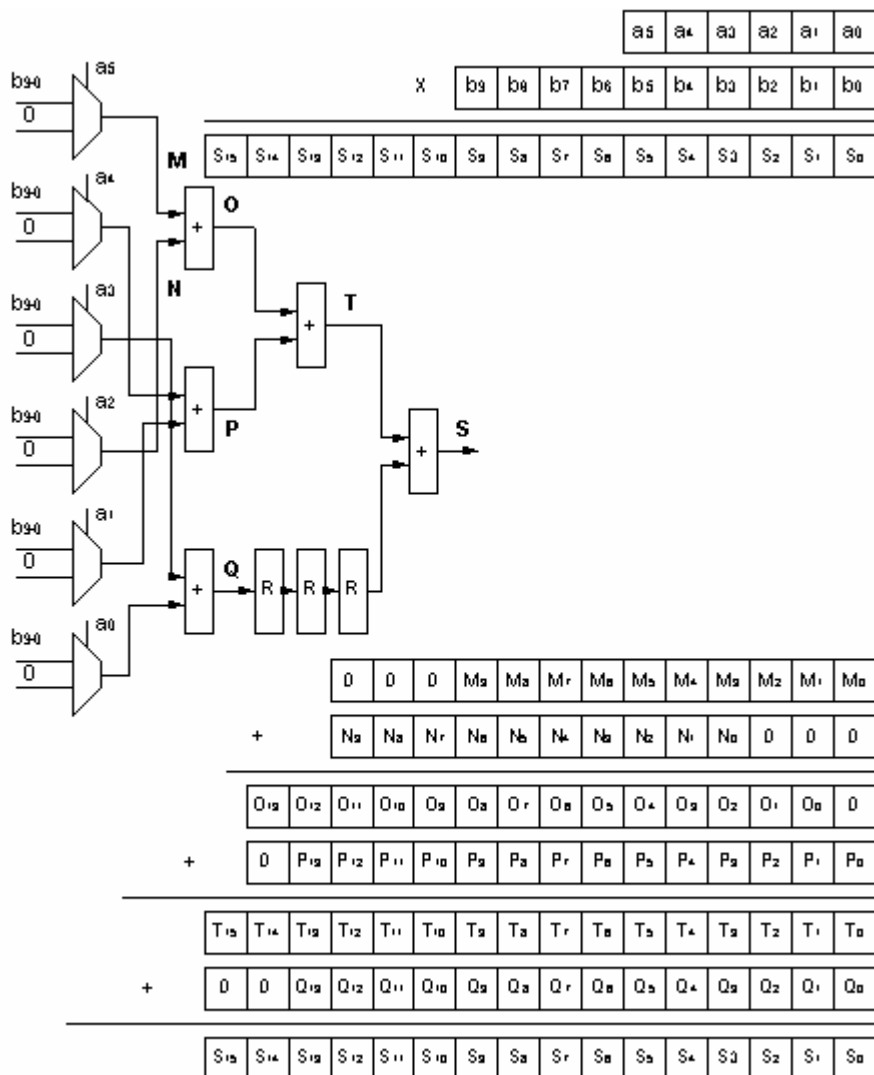 a5 a4 a3 a2 a1 a0
X b9 b8 b7 b6 b5 b4 b3 b2 b1 b0
S15 S14 S13 S12 S11 S10 S9 S8 S7 S6 S5 S4 S3 S2 S1 S0
a5
b9-0
0
M
a4
b9-0
0
+
O
N
a3
b9-0
0
+
T
a2
b9-0
0
+
P
+
S
a1
b9-0
0
+
Q
R R R
a0
b9-0
0
0 0 0 M9 M8 M7 M6 M5 M4 M3 M2 M1 M0
+ N9 N8 N7 N6 N5 N4 N3 N2 N1 N0 0 0 0
O13 O12 O11 O10 O9 O8 O7 O6 O5 O4 O3 O2 O1 O0 0
+ 0 P13 P12 P11 P10 P9 P8 P7 P6 P5 P4 P3 P2 P1 P0
T15 T14 T13 T12 T11 T10 T9 T8 T7 T6 T5 T4 T3 T2 T1 T0
+ 0 0 Q13 Q12 Q11 Q10 Q9 Q8 Q7 Q6 Q5 Q4 Q3 Q2 Q1 Q0
S15 S14 S13 S12 S11 S10 S9 S8 S7 S6 S5 S4 S3 S2 S1 S0